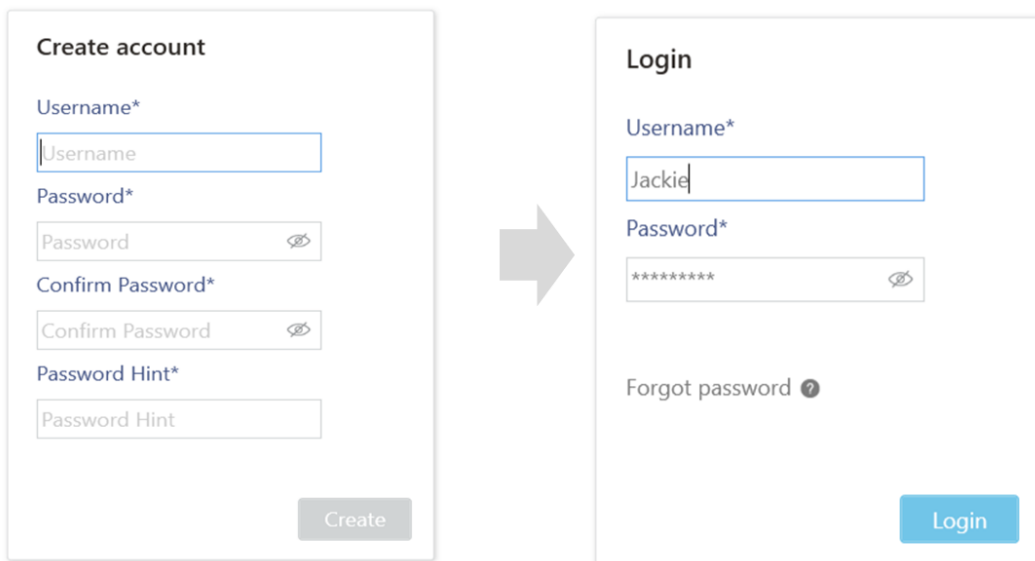 Create account
Username*
Username
Password*
Password
Confirm Password*
Confirm Password
Password Hint*
Password Hint
Create
Login
Username*
Jackie
Password*
*********
Forgot password ?
Login